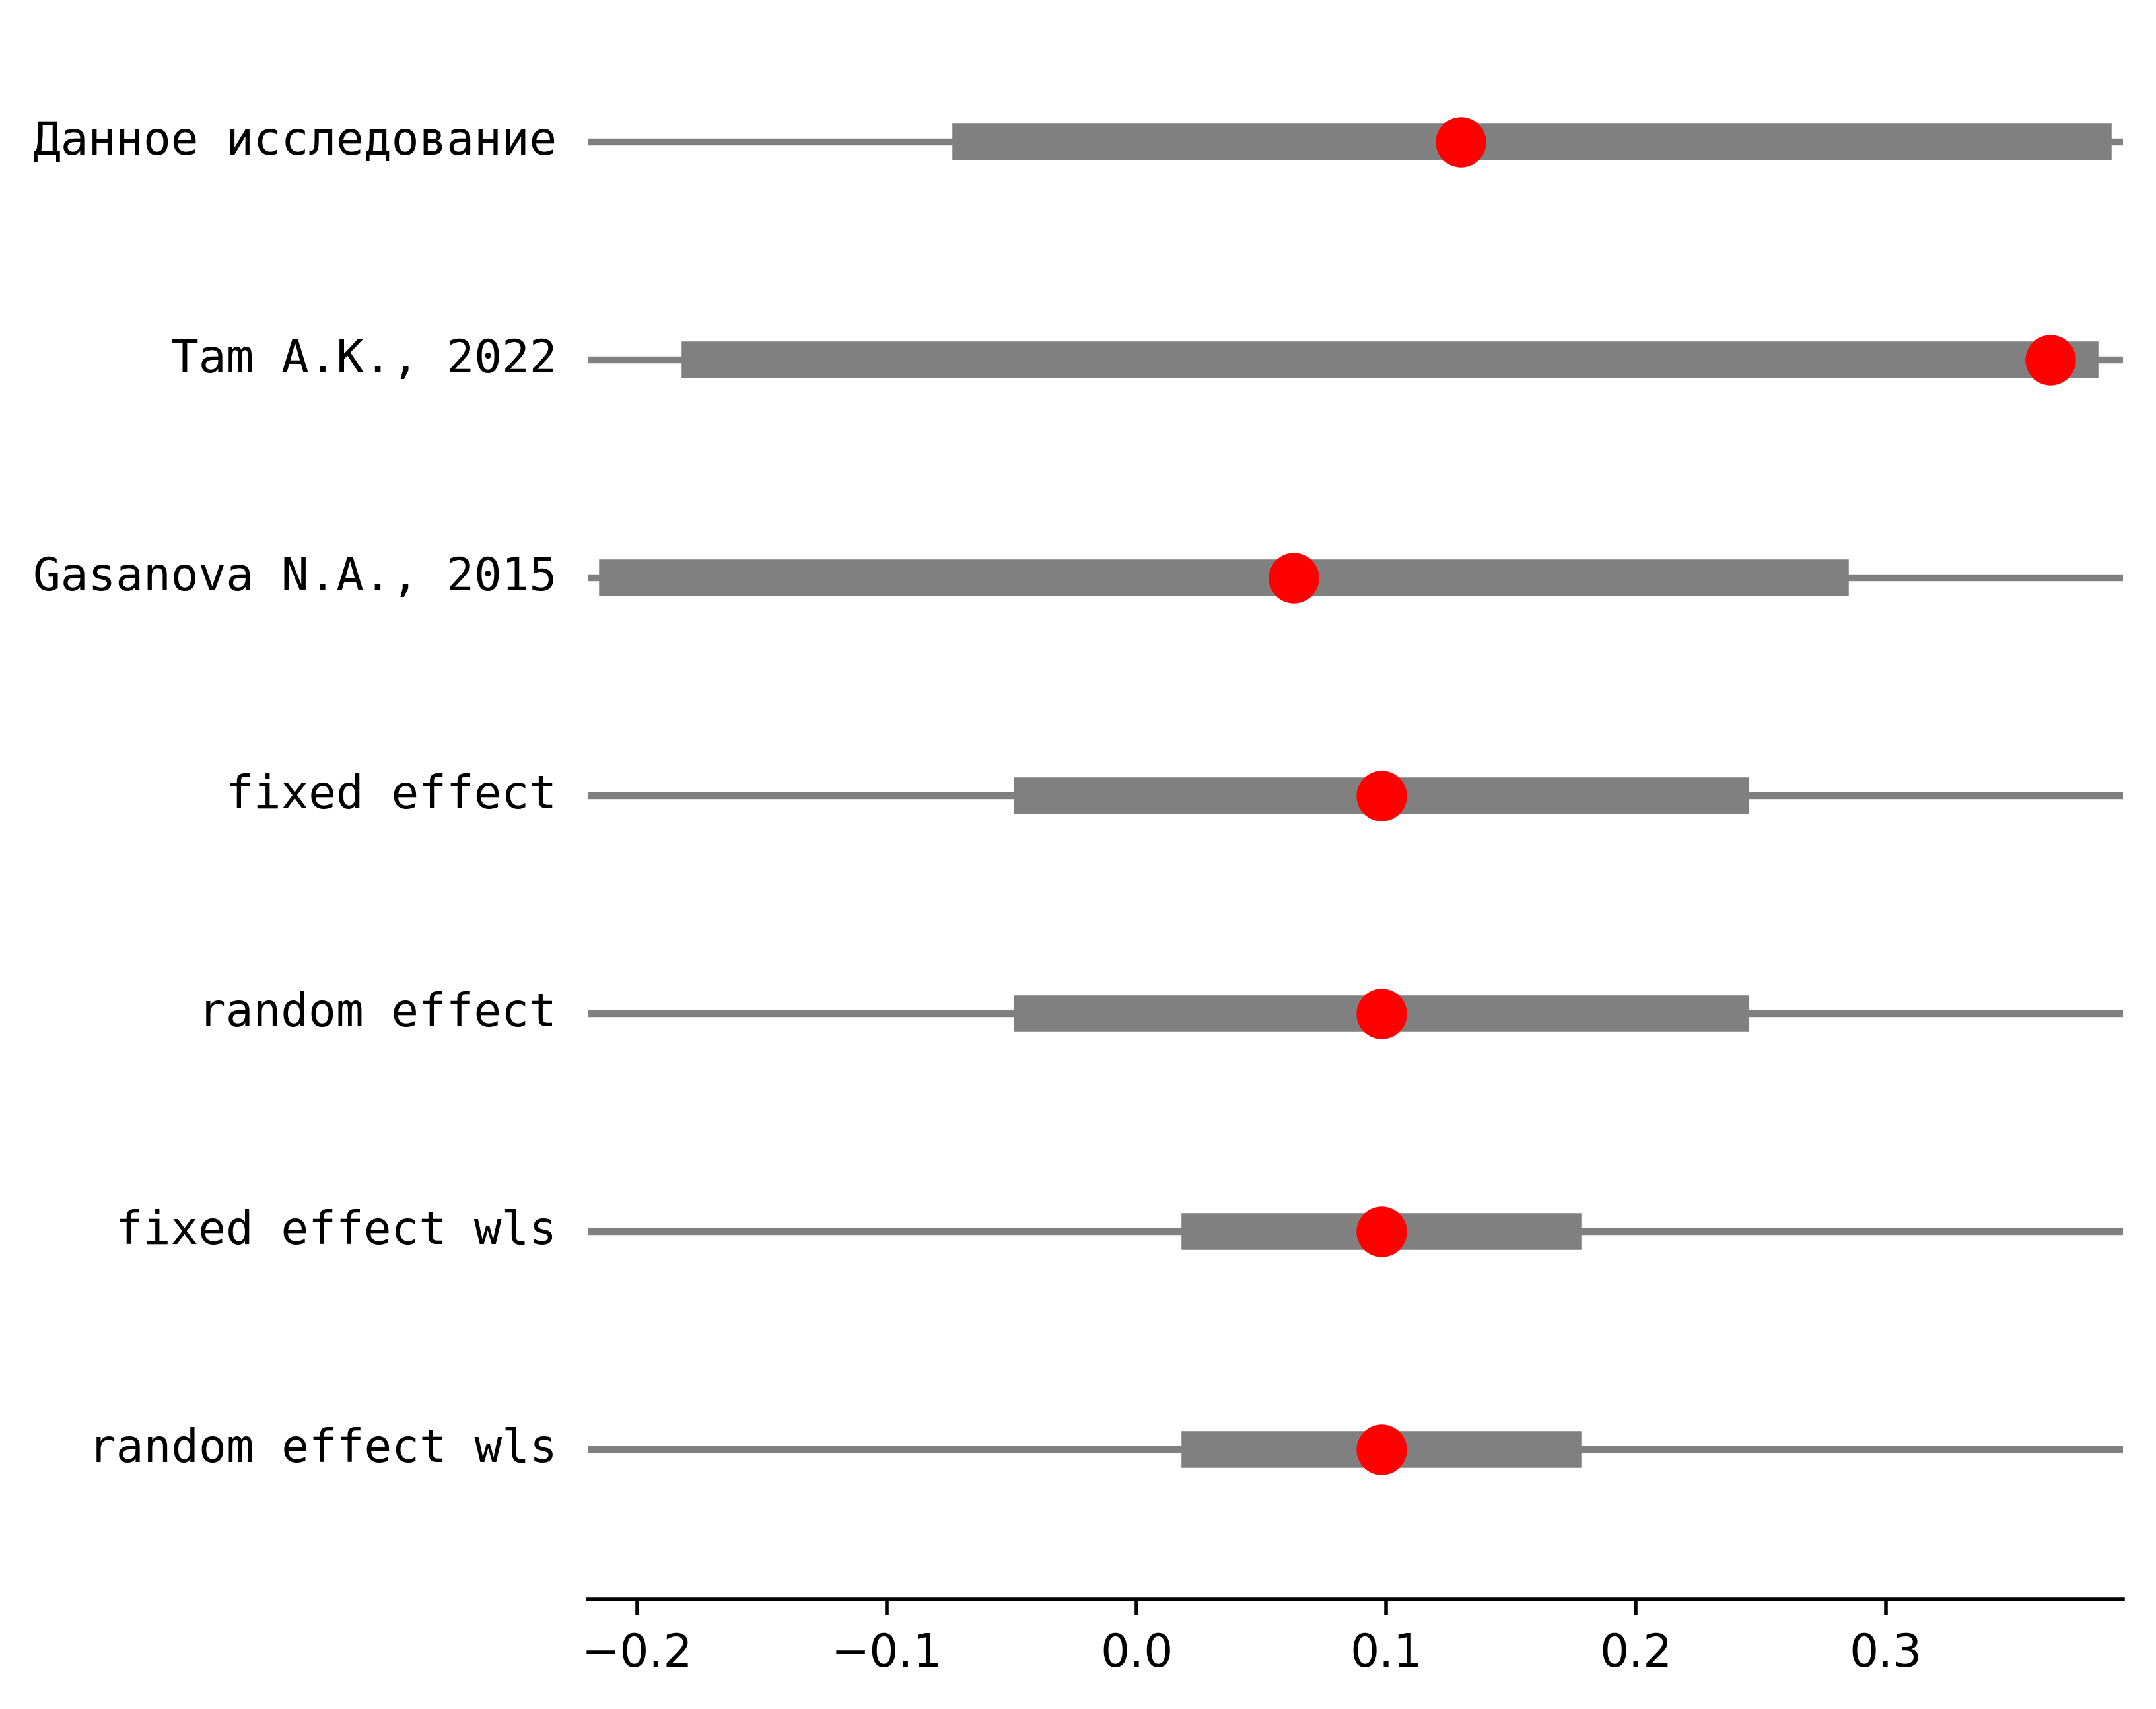 Данное исследование
Tam A.K., 2022
Gasanova N.A., 2015
fixed effect
random effect
fixed effect wls
random effect wls
−0.2 −0.1 0.0 0.1 0.2 0.3